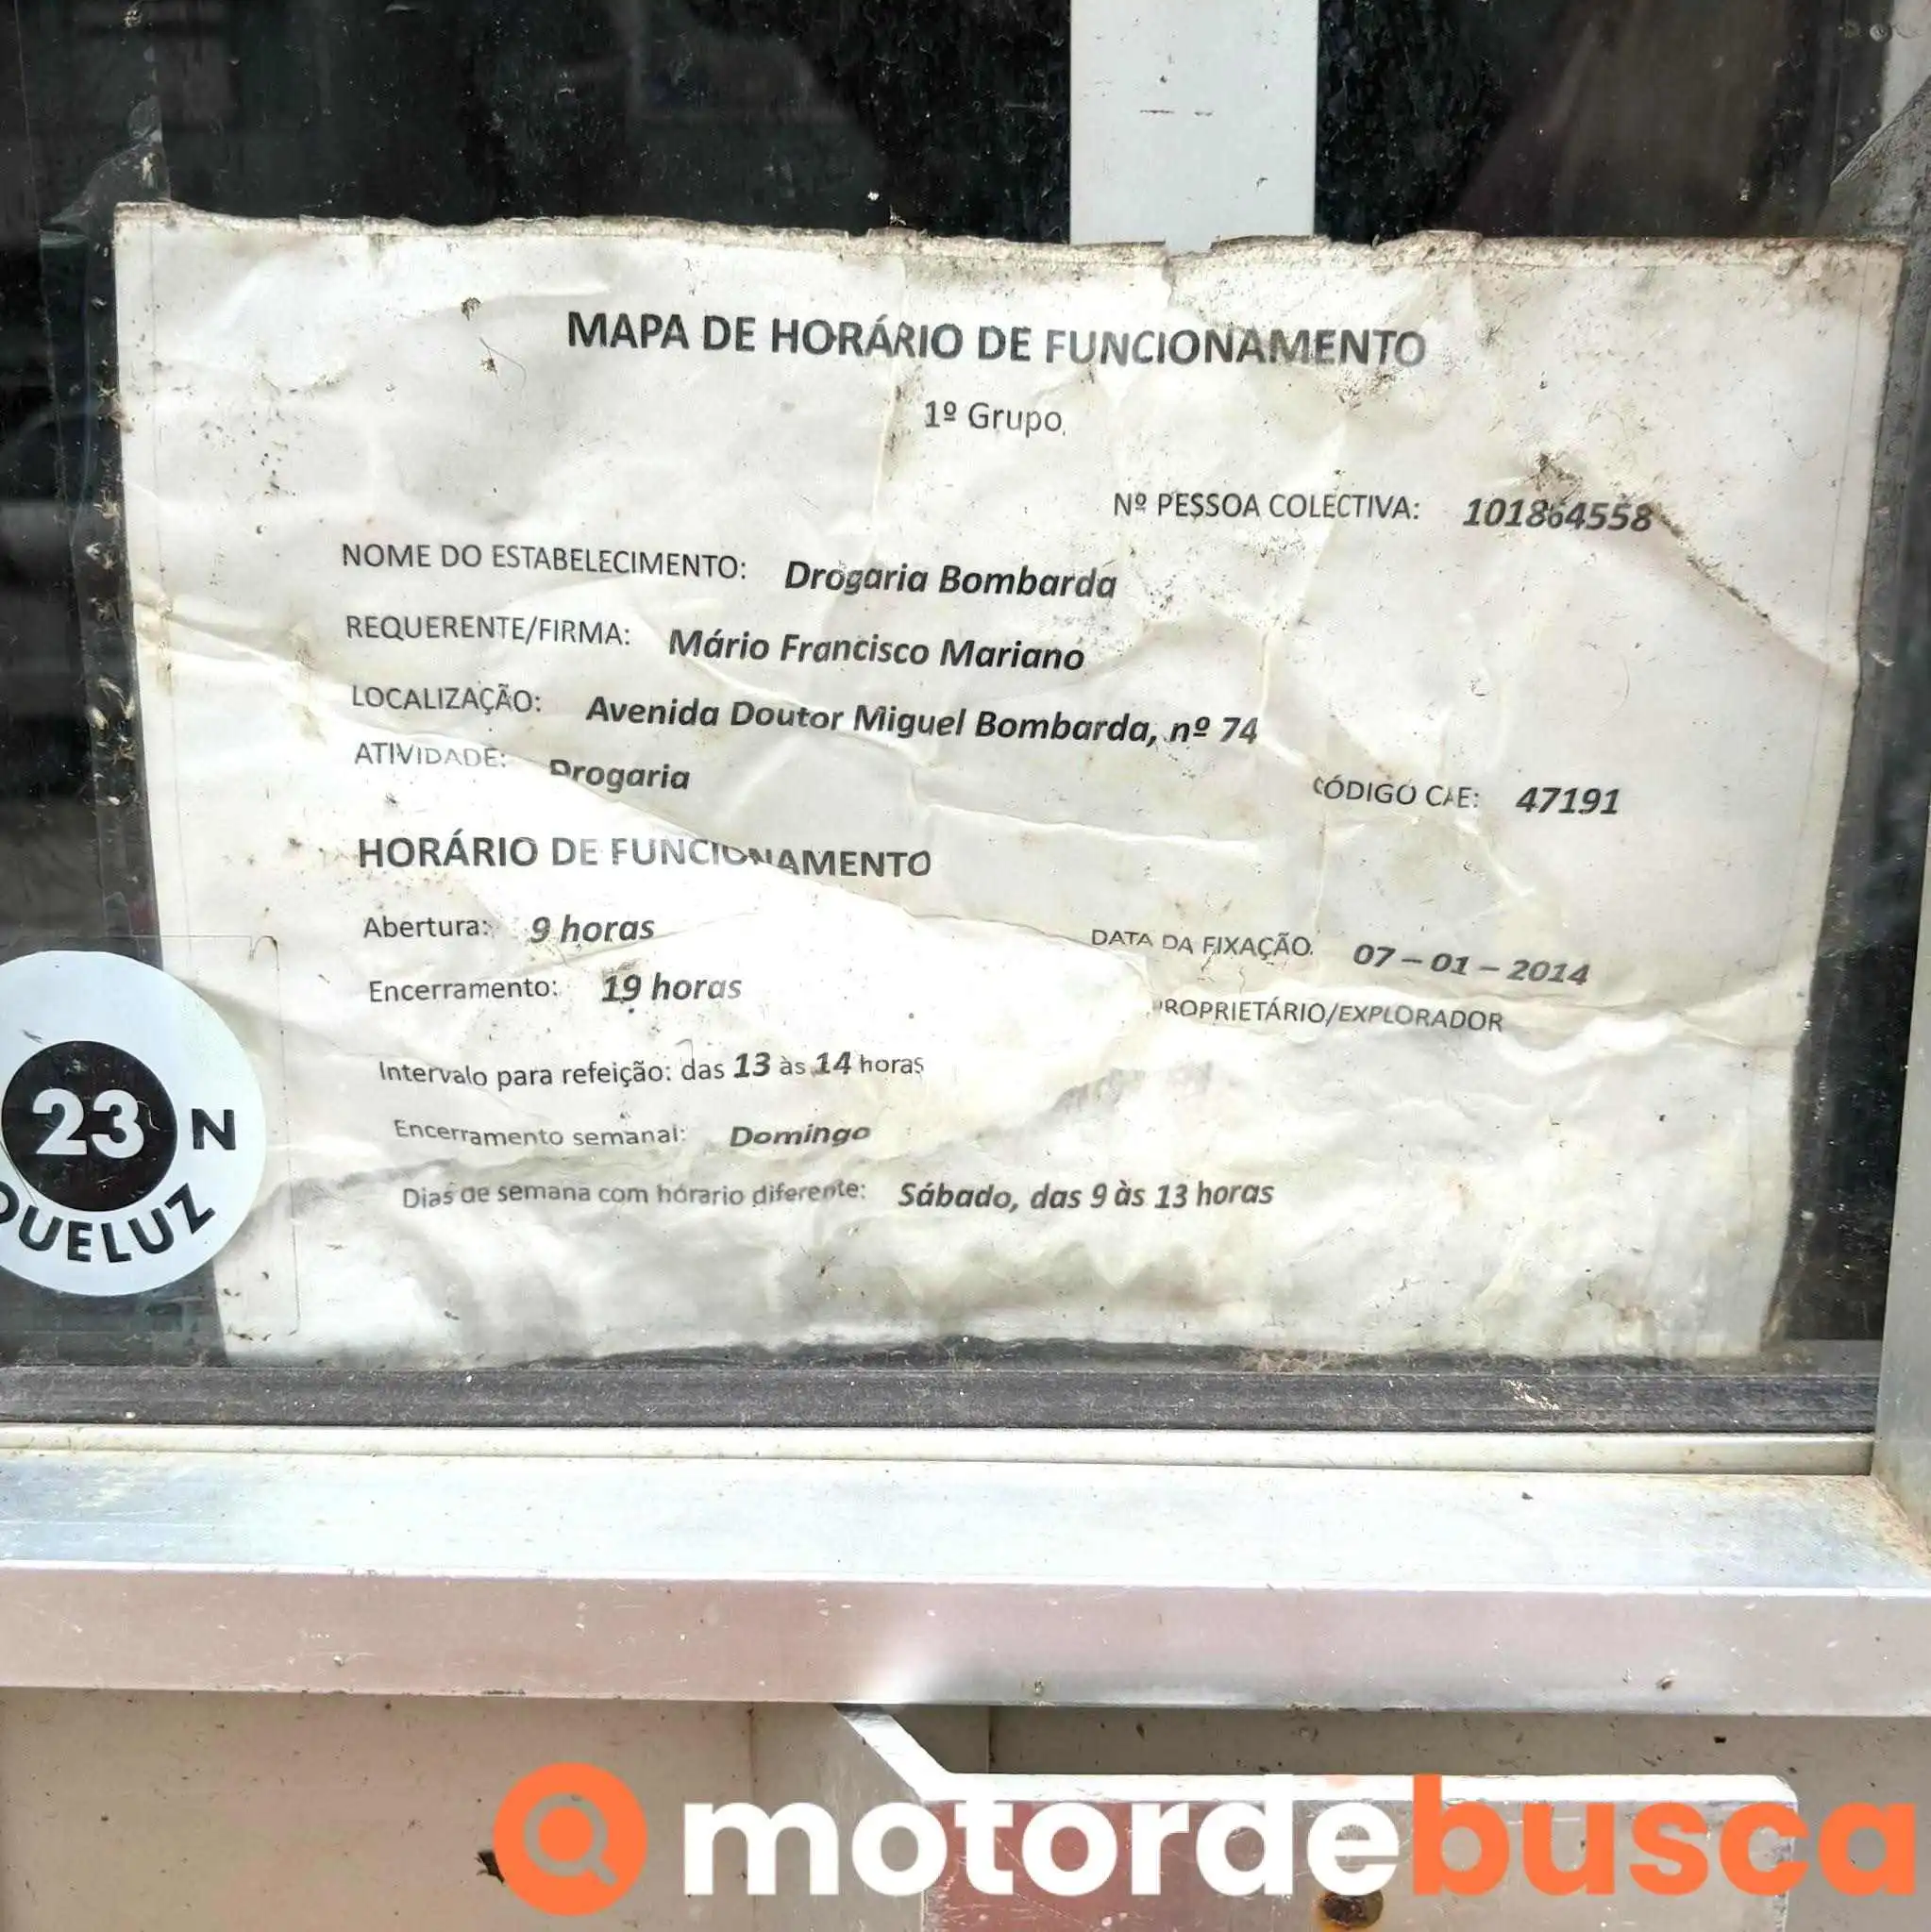 MAPA DE HORÁRIO DE FUNCIONAMENTO
1º Grupo
Nº PESSOA COLECTIVA: 101864558
NOME DO ESTABELECIMENTO: Drogaria Bombarda
REQUERENTE/FIRMA: Mário Francisco Mariano
LOCALIZAÇÃO: Avenida Doutor Miguel Bombarda, nº 74
ATIVIDADE: Drogaria
CÓDIGO CAE: 47191
HORÁRIO DE FUNCIONAMENTO
Abertura: 9 horas
DATA DA FIXAÇÃO: 07 – 01 – 2014
Encerramento: 19 horas
PROPRIETÁRIO/EXPLORADOR
Intervalo para refeição: das 13 às 14 horas
Encerramento semanal: Domingo
Dias de semana com horario diferente: Sábado, das 9 às 13 horas
23 N
QUELUZ
motordebusca